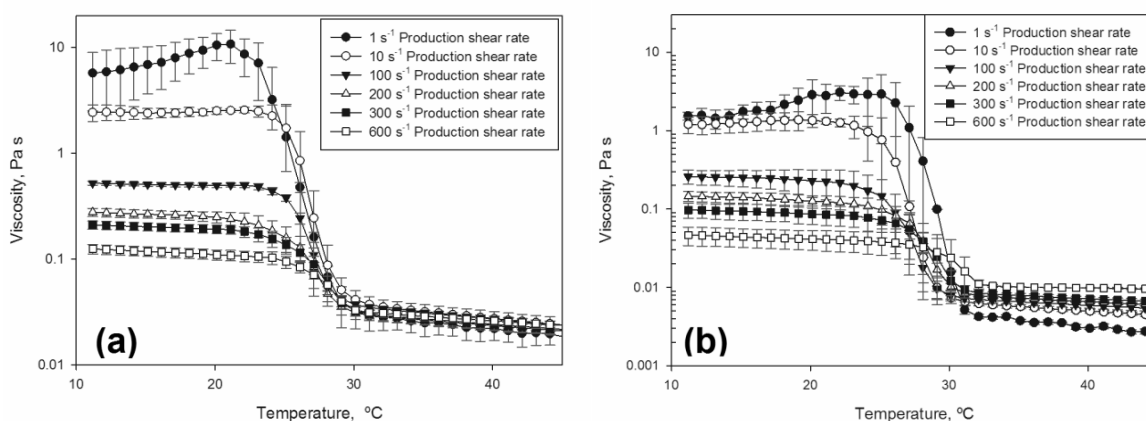 1 s⁻¹ Production shear rate
10 s⁻¹ Production shear rate
100 s⁻¹ Production shear rate
200 s⁻¹ Production shear rate
300 s⁻¹ Production shear rate
600 s⁻¹ Production shear rate
Viscosity, Pa s
10
1
0.1
0.01
(a)
10
20
30
40
Temperature, ºC
1 s⁻¹ Production shear rate
10 s⁻¹ Production shear rate
100 s⁻¹ Production shear rate
200 s⁻¹ Production shear rate
300 s⁻¹ Production shear rate
600 s⁻¹ Production shear rate
Viscosity, Pa s
10
1
0.1
0.01
0.001
(b)
10
20
30
40
Temperature, ºC